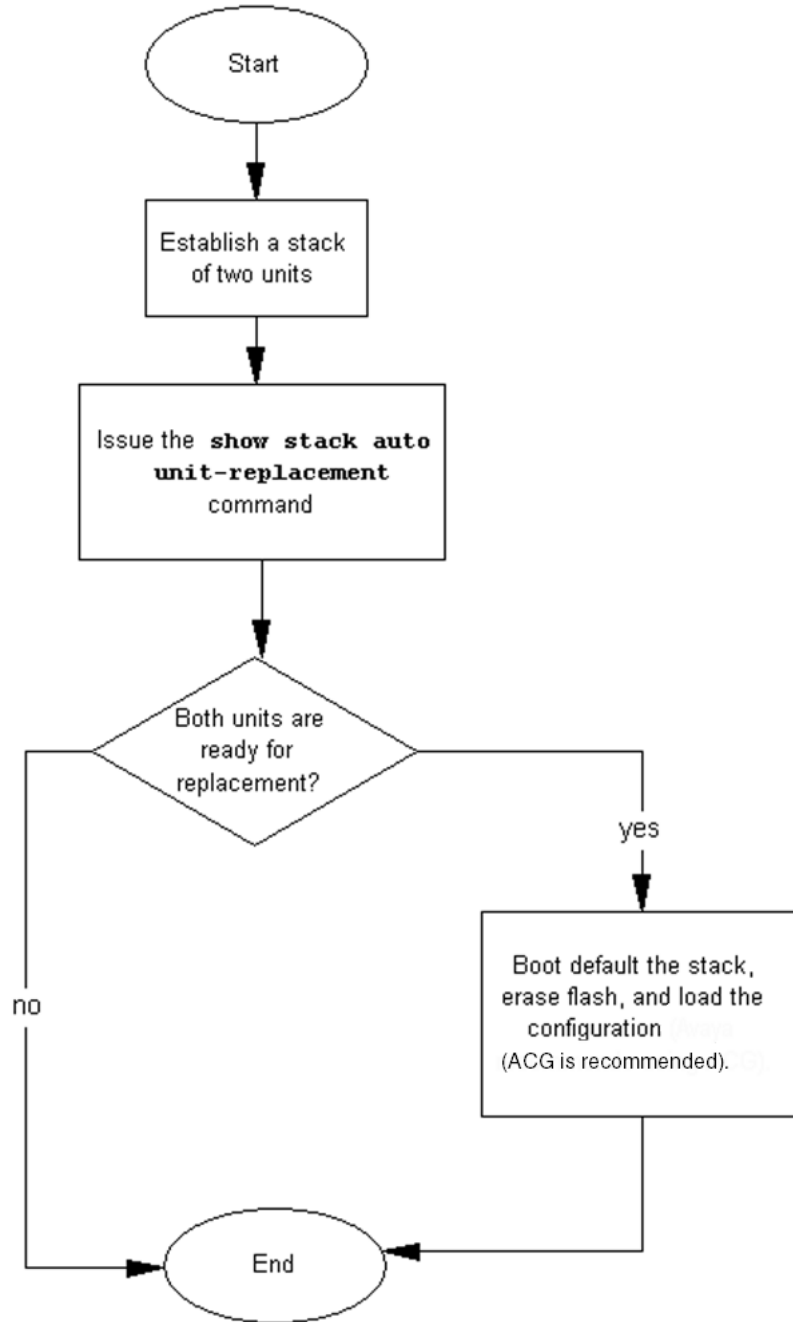 Start
Establish a stack
of two units
Issue the show stack auto
unit-replacement
command
Both units are
ready for
replacement?
yes
no
Boot default the stack,
erase flash, and load the
configuration
(ACG is recommended).
End